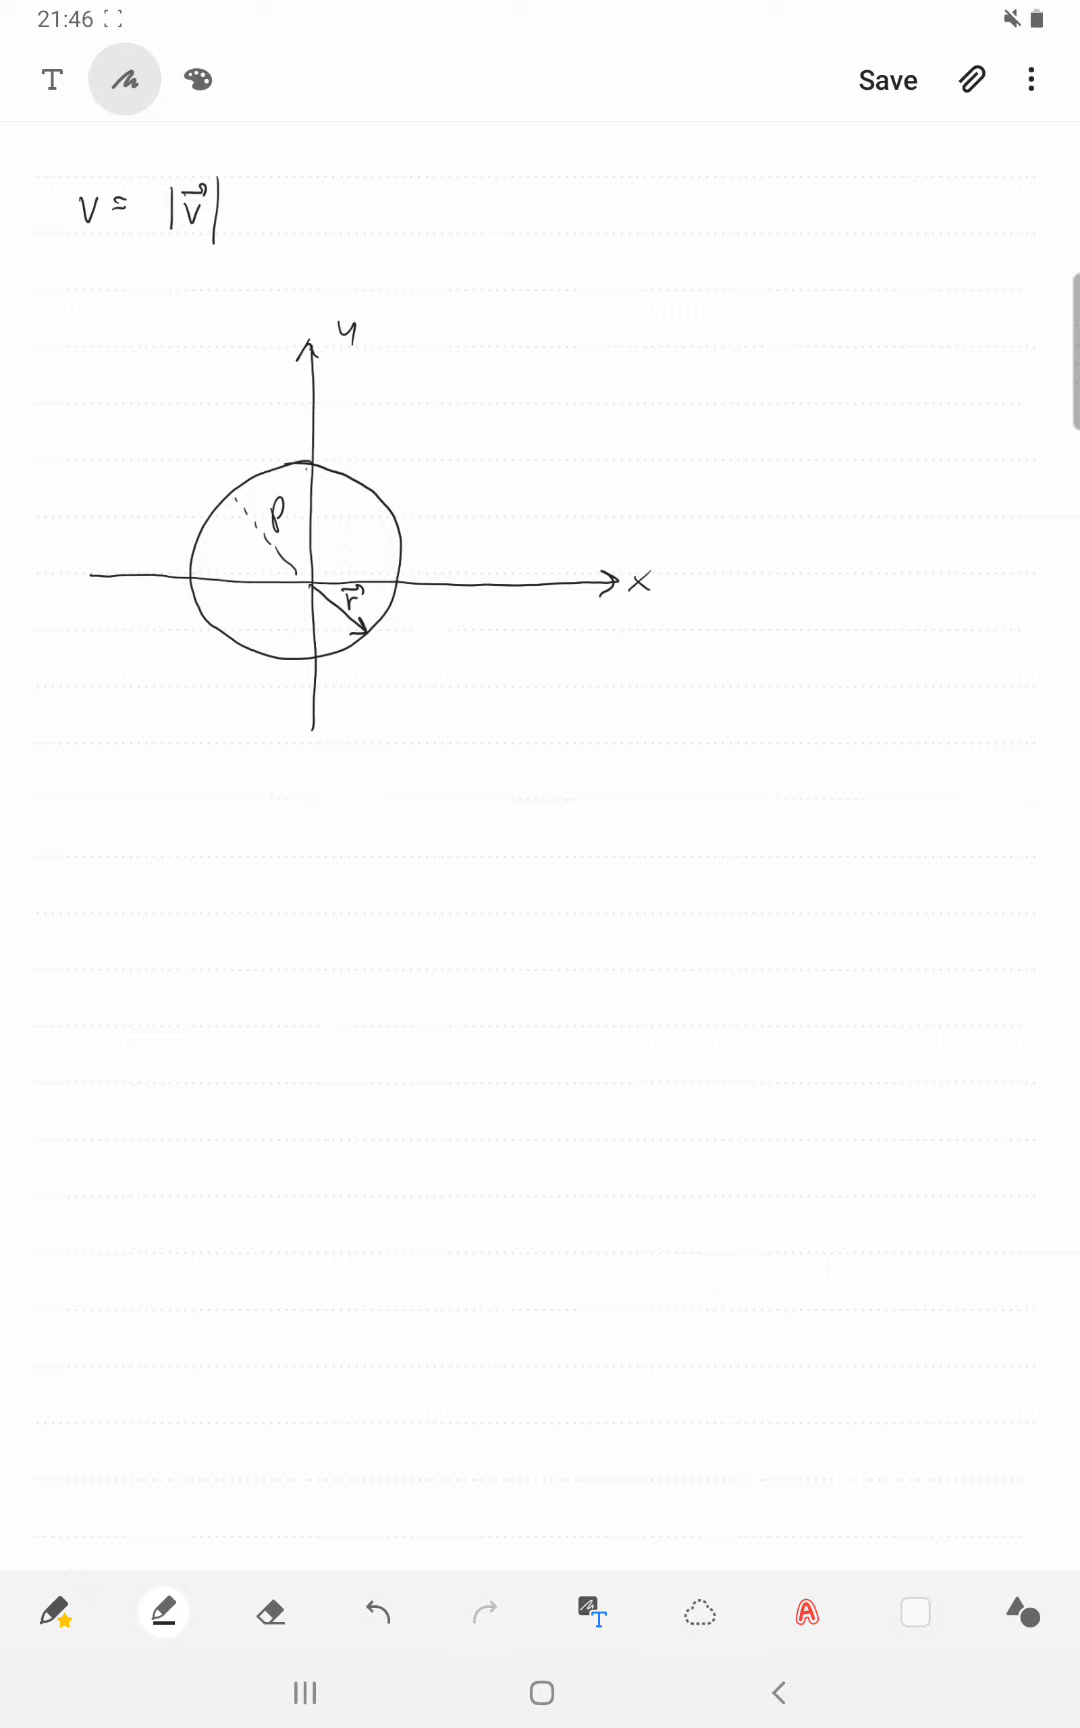 21:46
T Save
v = |v⃗|
y
ρ
x
r⃗
T A